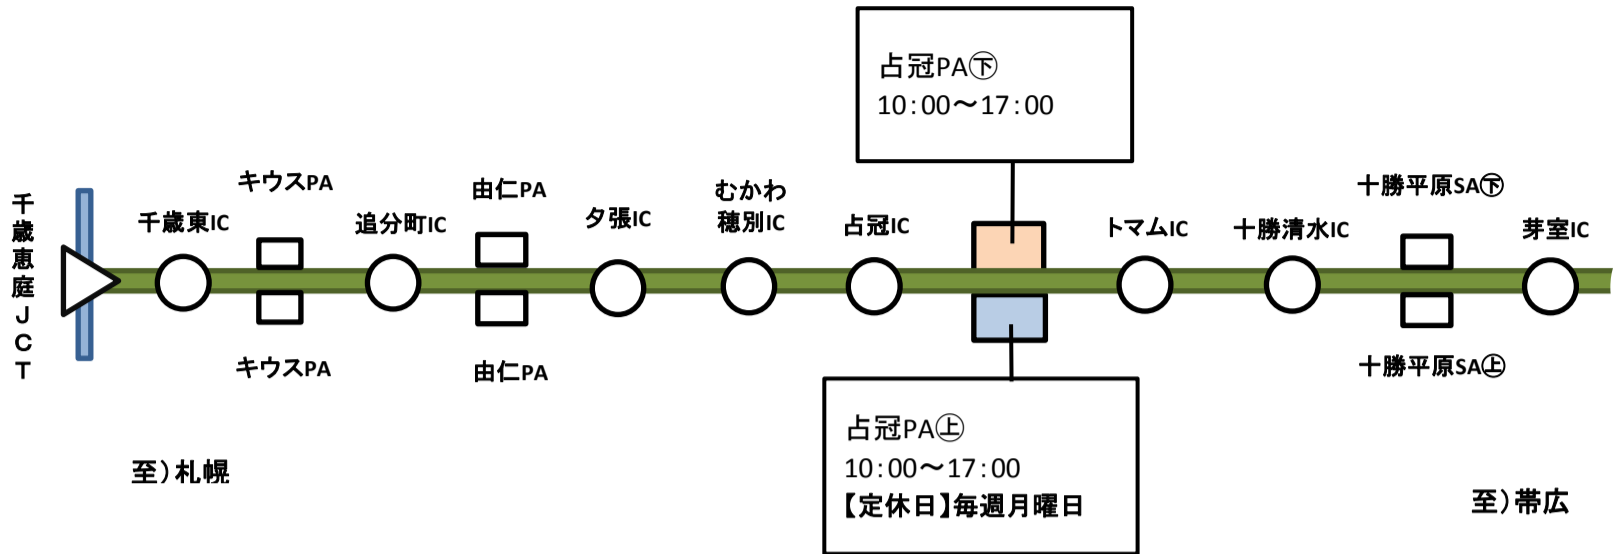 占冠PA㊦
10:00～17:00
千歳恵庭JCT
千歳東IC
キウスPA
追分町IC
由仁PA
夕張IC
むかわ
穂別IC
占冠IC
トマムIC
十勝清水IC
十勝平原SA㊦
芽室IC
キウスPA
由仁PA
十勝平原SA㊤
占冠PA㊤
10:00～17:00
【定休日】毎週月曜日
至)札幌
至)帯広